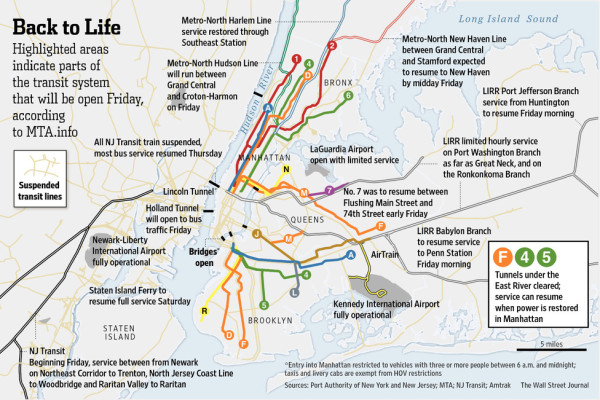 Back to Life
Highlighted areas
indicate parts of
the transit system
that will be open Friday,
according
to MTA.info
Suspended
transit lines
Metro-North Harlem Line
service restored through
Southeast Station
Metro-North Hudson Line
will run between
Grand Central
and Croton-Harmon
on Friday
Metro-North New Haven Line
between Grand Central
and Stamford expected
to resume to New Haven
by midday Friday
Long Island Sound
LIRR Port Jefferson Branch
service from Huntington
to resume Friday morning
LIRR limited hourly service
on Port Washington Branch
as far as Great Neck, and on
the Ronkonkoma Branch
All NJ Transit train suspended,
most bus service resumed Thursday
Hudson River
1
4
2
D
A
6
BRONX
MANHATTAN
LaGuardia Airport
open with limited service
Lincoln Tunnel*
N
M
7
No. 7 was to resume between
Flushing Main Street and
74th Street early Friday
Holland Tunnel
will open to bus
traffic Friday
QUEENS
F
LIRR Babylon Branch
to resume service
to Penn Station
Friday morning
Newark-Liberty
International Airport
fully operational
Bridges*
open
J
M
A
AirTrain
4
5
L
Staten Island Ferry to
resume full service Saturday
Kennedy International Airport
fully operational
F 4 5
Tunnels under the
East River cleared;
service can resume
when power is restored
in Manhattan
R
BROOKLYN
D
F
STATEN
ISLAND
5 miles
NJ Transit
Beginning Friday, service between from Newark
on Northeast Corridor to Trenton, North Jersey Coast Line
to Woodbridge and Raritan Valley to Raritan
*Entry into Manhattan restricted to vehicles with three or more people between 6 a.m. and midnight;
taxis and livery cabs are exempt from HOV restrictions
Sources: Port Authority of New York and New Jersey; MTA; NJ Transit; Amtrak
The Wall Street Journal